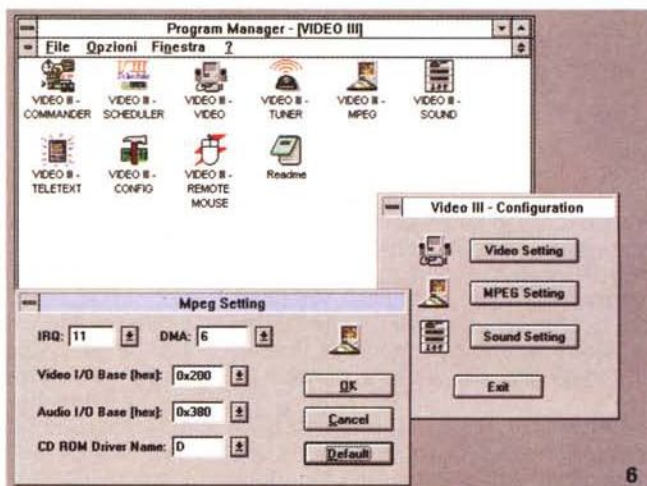 Program Manager - [VIDEO III]
File Opzioni Finestra ?
VIDEO III - COMMANDER
VIDEO III - SCHEDULER
VIDEO III - VIDEO
VIDEO III - TUNER
VIDEO III - MPEG
VIDEO III - SOUND
VIDEO III - TELETEXT
VIDEO III - CONFIG
VIDEO III - REMOTE MOUSE
Readme
Video III - Configuration
Video Setting
MPEG Setting
Sound Setting
Exit
Mpeg Setting
IRQ: 11 DMA: 6
Video I/O Base [hex]: 0x280
Audio I/O Base [hex]: 0x380
CD ROM Driver Name: D
OK
Cancel
Default
6